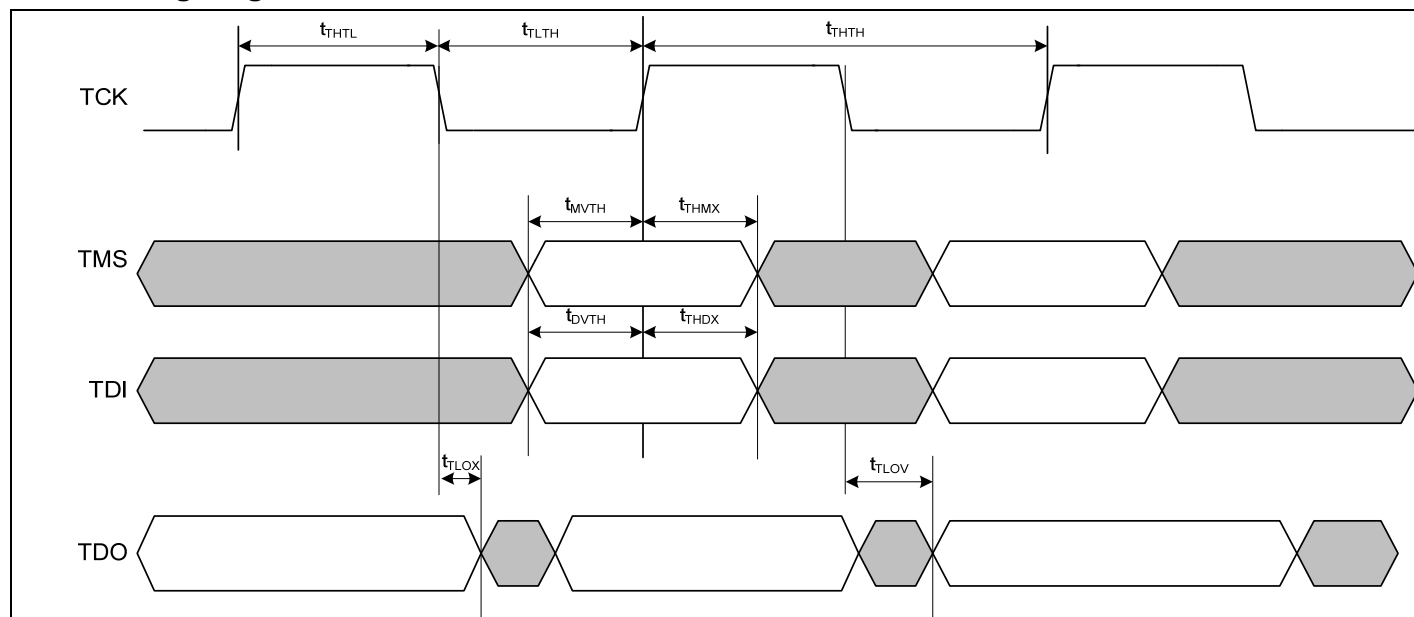 tTHTL tTLTH tTHTH
TCK
tMVTH tTHMX
TMS
tDVTH tTHDX
TDI
tTLOX tTLOV
TDO